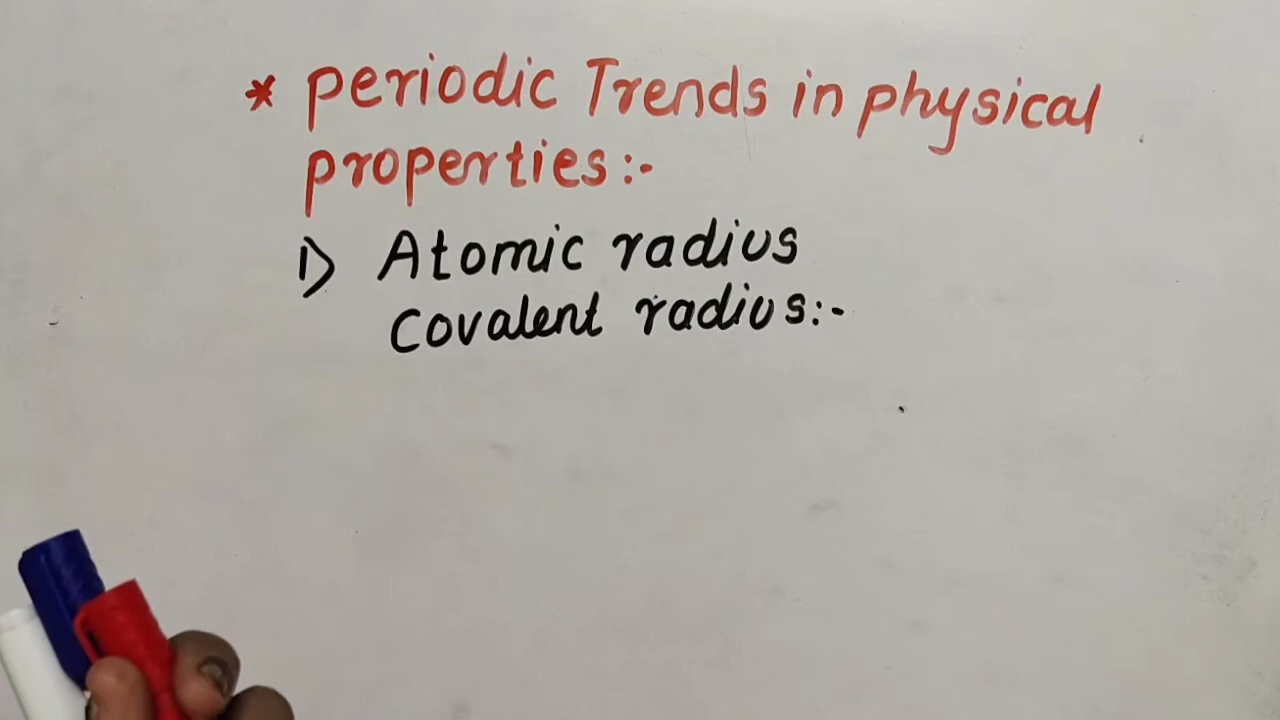 * Periodic Trends in physical
properties:-
1) Atomic radius
Covalent radius:-